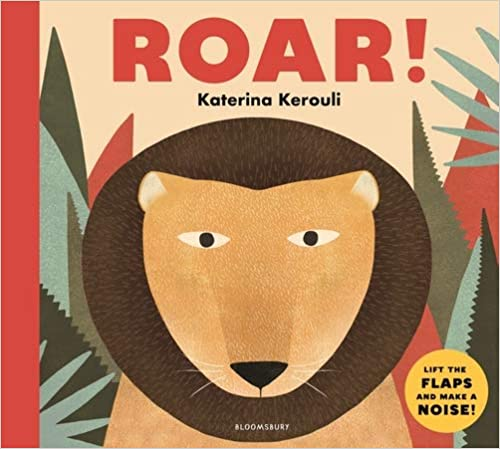 ROAR!
Katerina Kerouli
LIFT THE
FLAPS
AND MAKE A
NOISE!
BLOOMSBURY